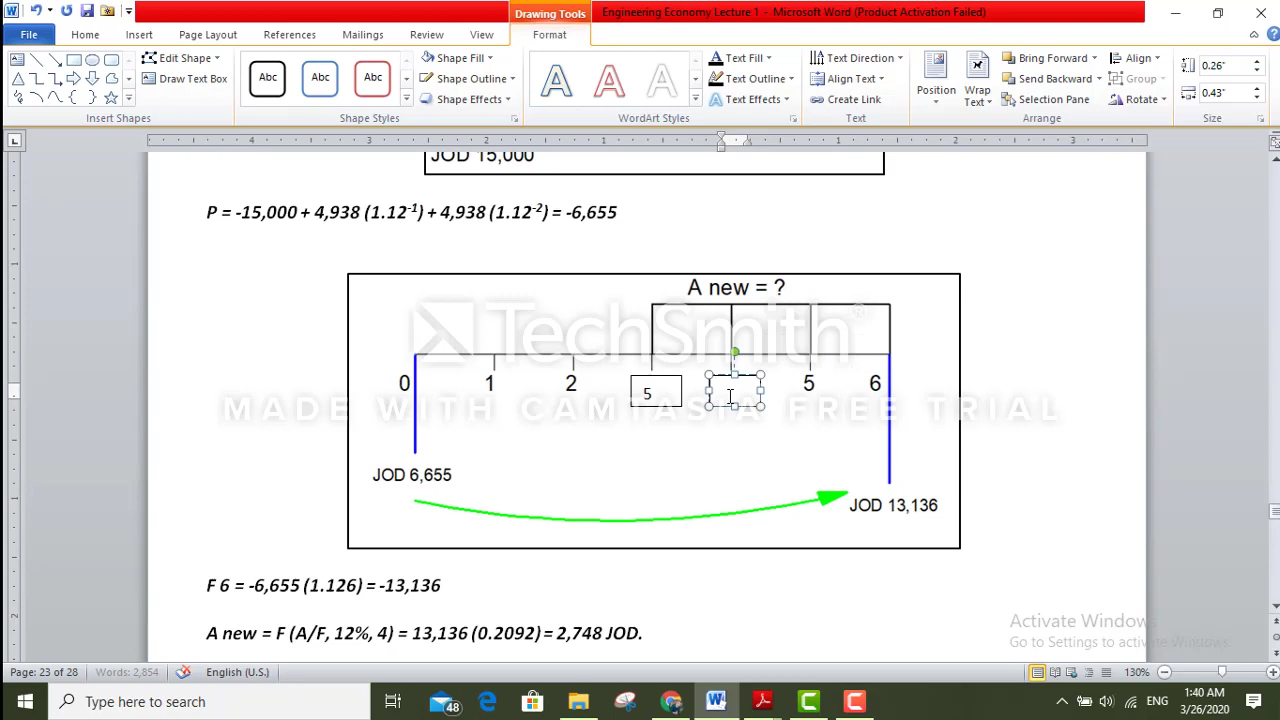 Drawing Tools
Engineering Economy Lecture 1 - Microsoft Word (Product Activation Failed)
File Home Insert Page Layout References Mailings Review View Format
Edit Shape
Draw Text Box
Insert Shapes
Abc Abc Abc
Shape Fill
Shape Outline
Shape Effects
Shape Styles
A A A
Text Fill
Text Outline
Text Effects
WordArt Styles
Text Direction
Align Text
Create Link
Text
Position
Wrap Text
Bring Forward
Send Backward
Selection Pane
Align
Group
Rotate
Arrange
0.26"
0.43"
Size
4 3 2 1 1 2 3
JOD 15,000
P = -15,000 + 4,938 (1.12-1) + 4,938 (1.12-2) = -6,655
A new = ?
TechSmith
0 1 2 5 5 6
MADE WITH CAMTASIA FREE TRIAL
JOD 6,655
JOD 13,136
F 6 = -6,655 (1.126) = -13,136
A new = F (A/F, 12%, 4) = 13,136 (0.2092) = 2,748 JOD.
Activate Windows
Go to Settings to activate Windows.
Page: 23 of 28 Words: 2,854 English (U.S.) 130%
Type here to search
48
ENG
1:40 AM
3/26/2020